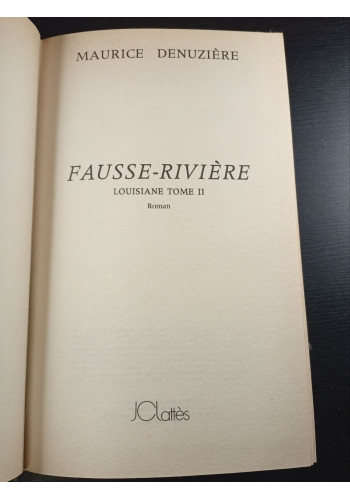 MAURICE DENUZIÈRE
FAUSSE-RIVIÈRE
LOUISIANE TOME II
Roman
JCLattès